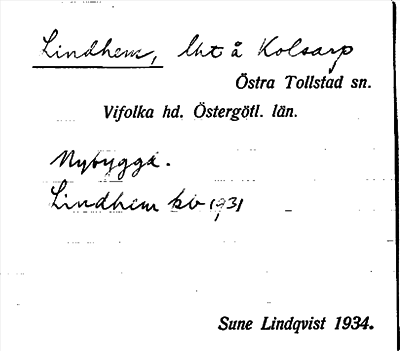 Lindhem, lht å Kolsarp
Östra Tollstad sn.
Vifolka hd. Östergötl. län.
Nybygge.
Lindhem kb 1931
Sune Lindqvist 1934.